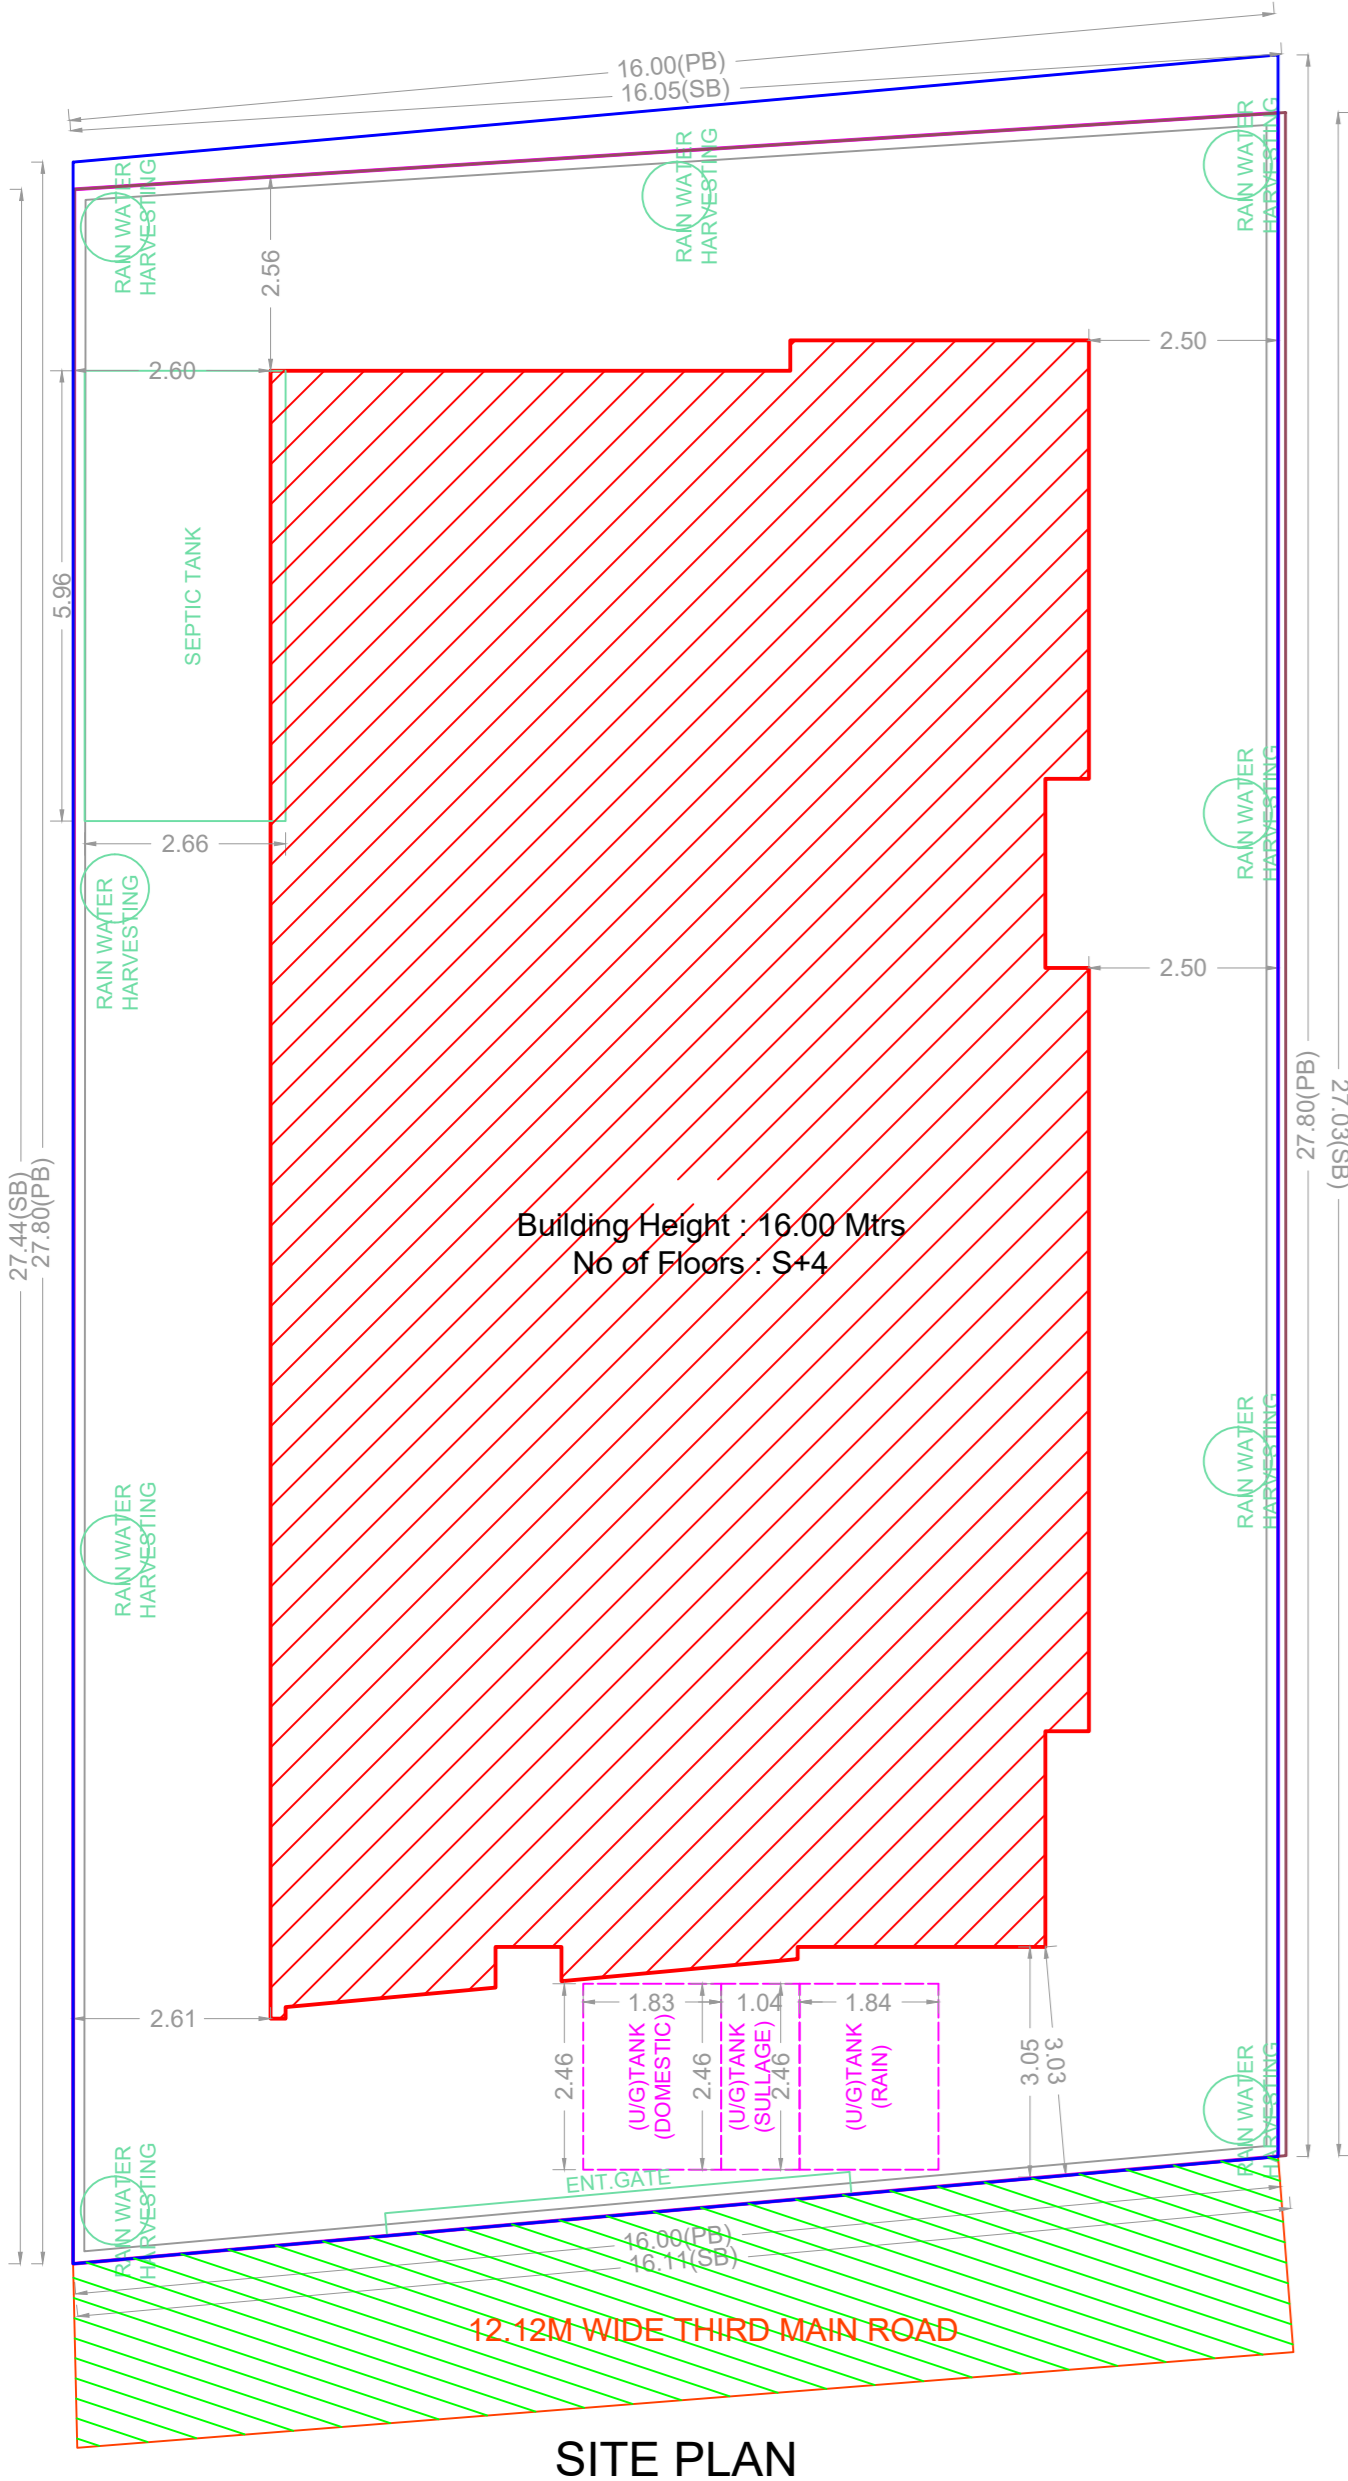 16.00(PB)
16.05(SB)
RAIN WATER
HARVESTING
RAIN WATER
HARVESTING
RAIN WATER
HARVESTING
2.56
2.50
2.60
SEPTIC TANK
5.96
2.66
RAIN WATER
HARVESTING
RAIN WATER
HARVESTING
2.50
27.80(PB)
27.03(SB)
27.44(SB)
27.80(PB)
Building Height : 16.00 Mtrs
No of Floors : S+4
RAIN WATER
HARVESTING
RAIN WATER
HARVESTING
2.61
1.83
1.04
1.84
2.46
(U/G)TANK
(DOMESTIC)
2.46
(U/G)TANK
(SULLAGE)
2.46
(U/G)TANK
(RAIN)
3.05
3.03
RAIN WATER
HARVESTING
RAIN WATER
HARVESTING
ENT.GATE
16.00(PB)
16.11(SB)
12.12M WIDE THIRD MAIN ROAD
SITE PLAN